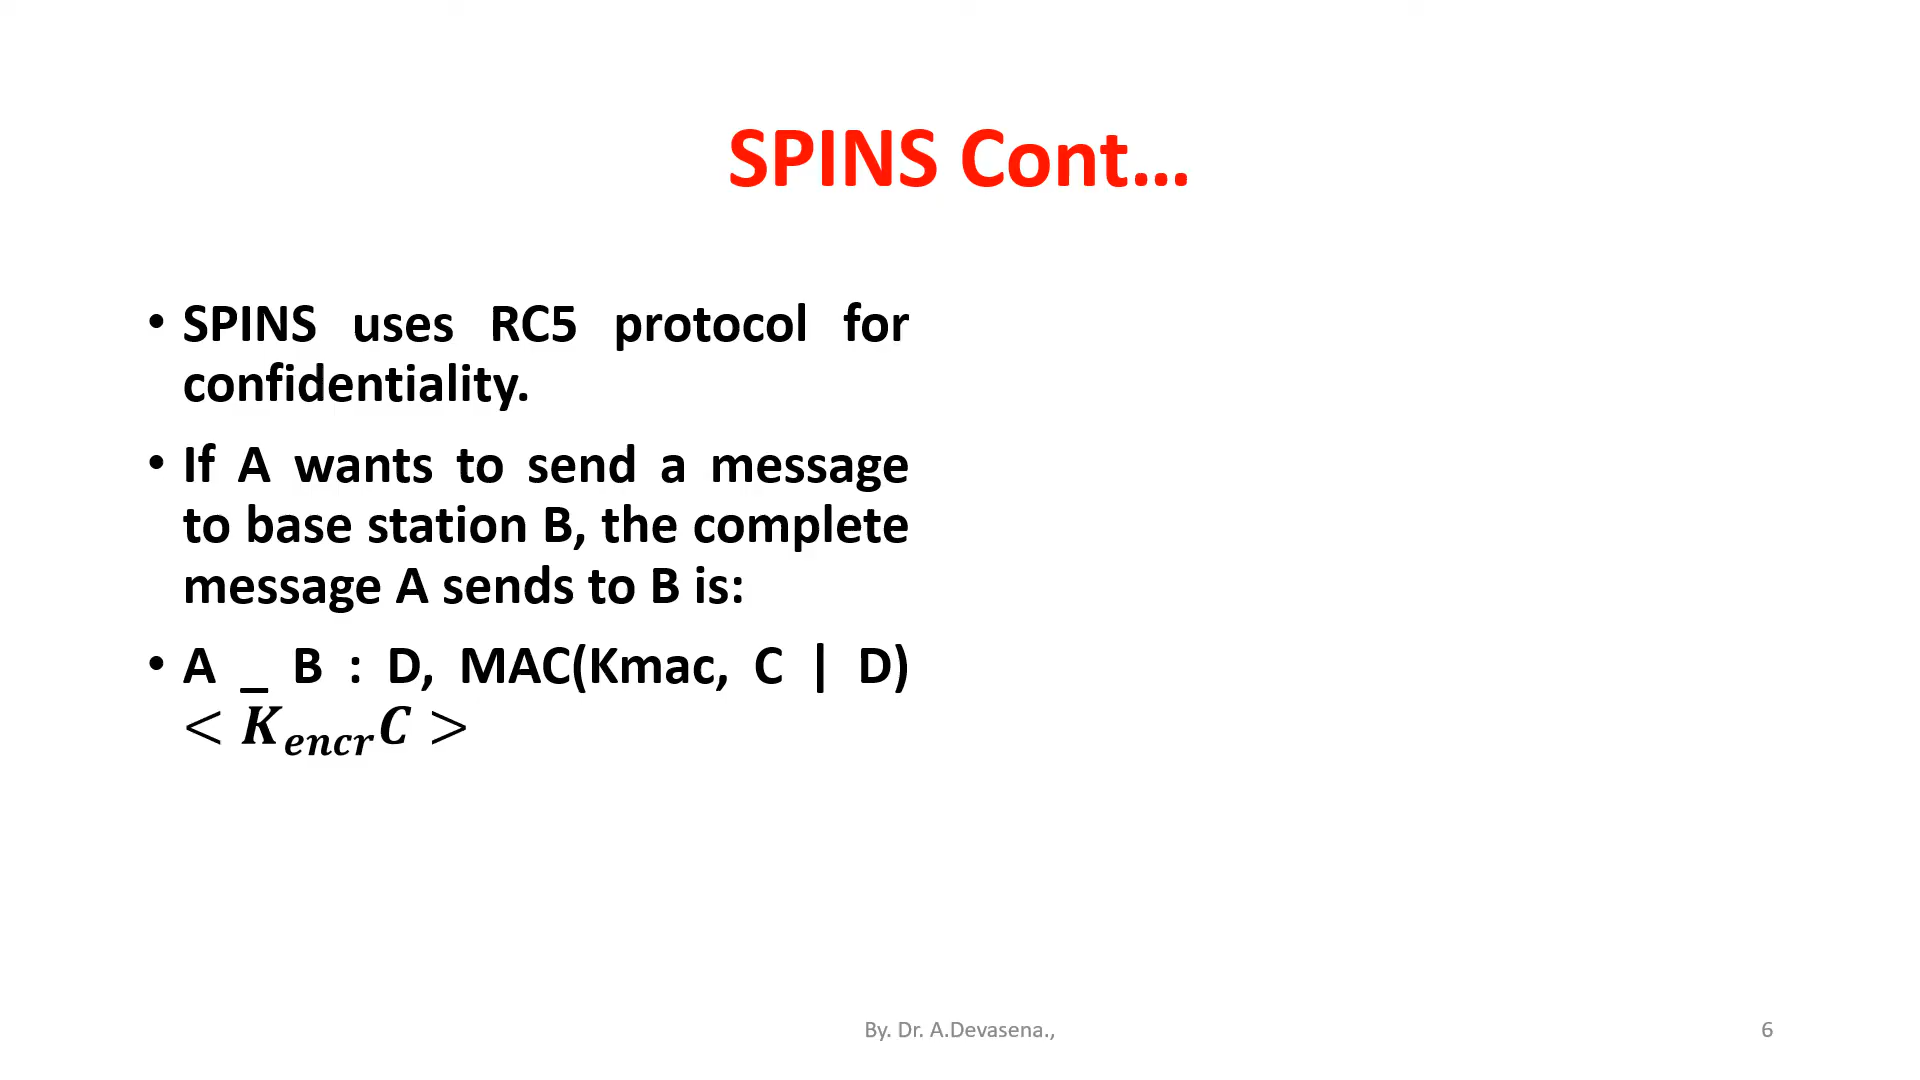 SPINS Cont...
• SPINS uses RC5 protocol for
confidentiality.
• If A wants to send a message
to base station B, the complete
message A sends to B is:
• A _ B : D, MAC(Kmac, C | D)
< K̅encrC >
By. Dr. A.Devasena.,
6